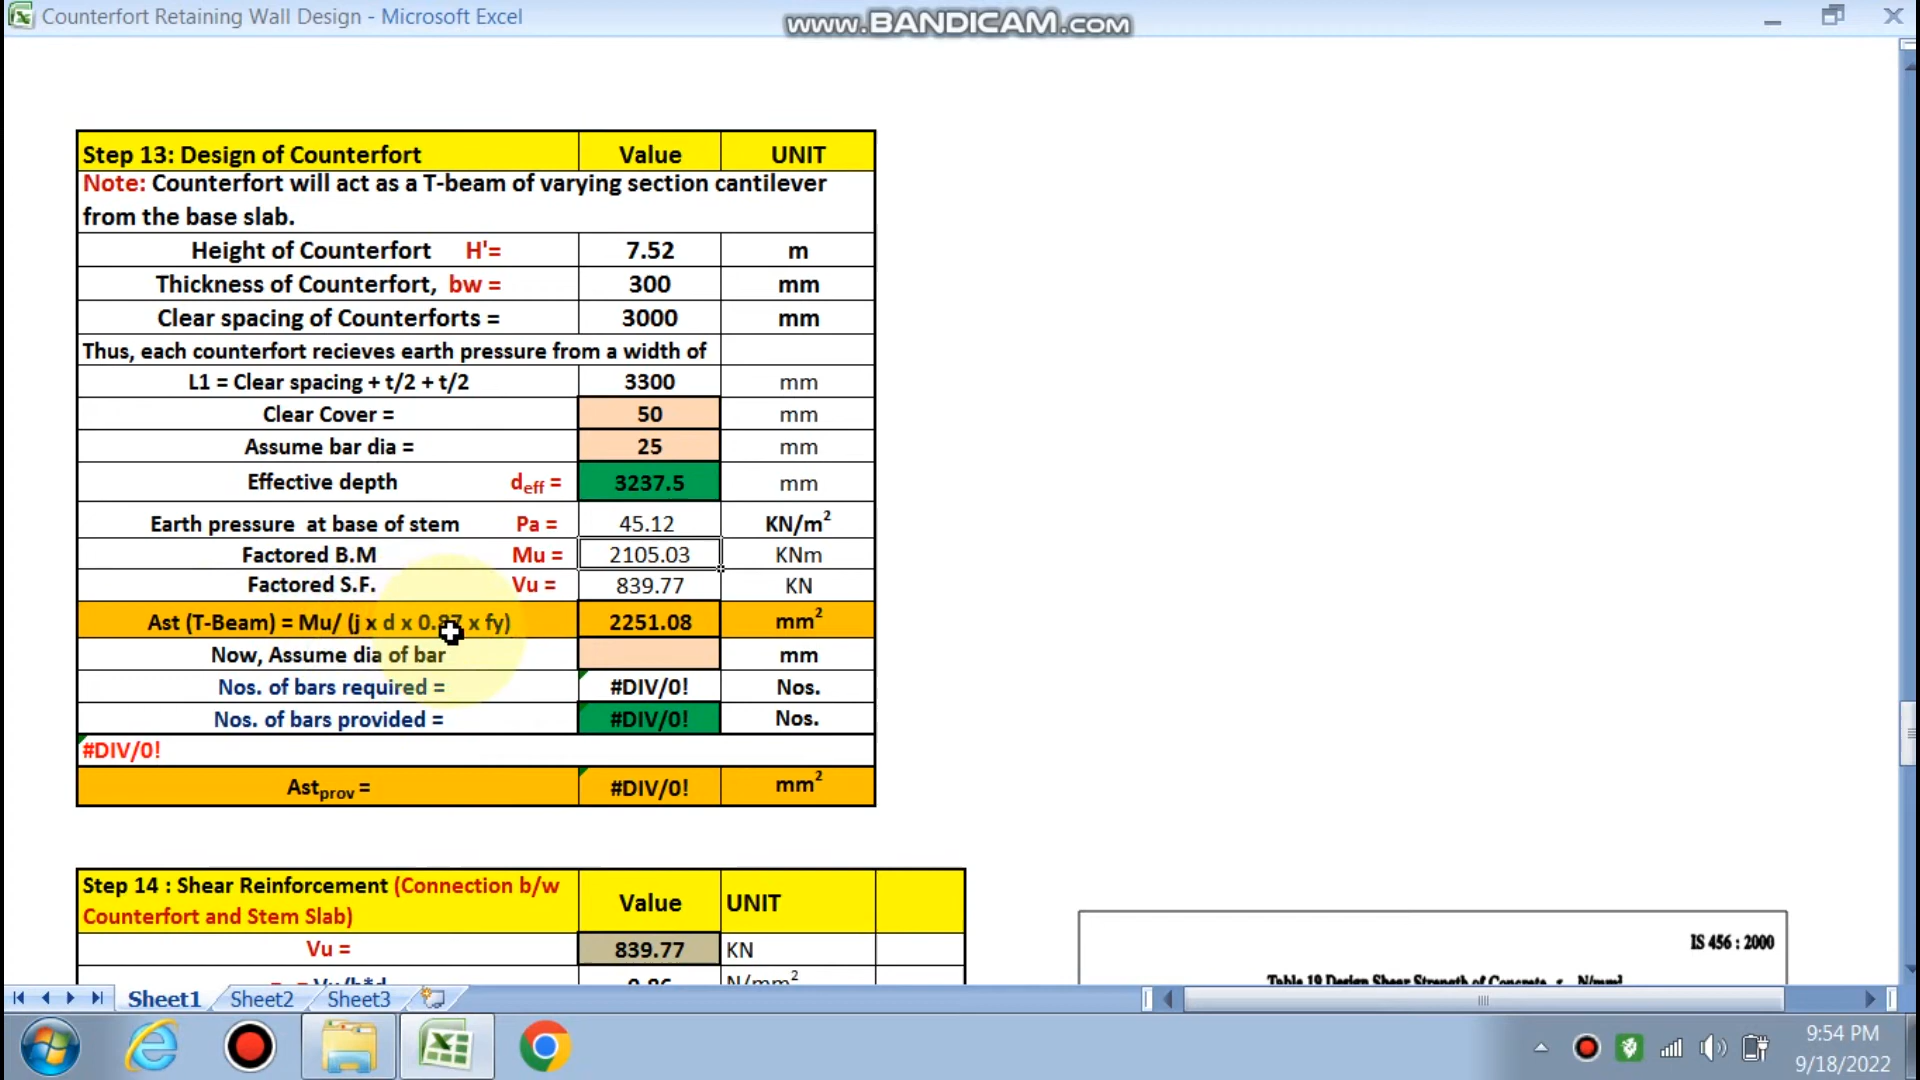 Counterfort Retaining Wall Design - Microsoft Excel
www.BANDICAM.com
Step 13: Design of Counterfort Value UNIT
Note: Counterfort will act as a T-beam of varying section cantilever
from the base slab.
Height of Counterfort H'= 7.52 m
Thickness of Counterfort, bw = 300 mm
Clear spacing of Counterforts = 3000 mm
Thus, each counterfort recieves earth pressure from a width of
L1 = Clear spacing + t/2 + t/2 3300 mm
Clear Cover = 50 mm
Assume bar dia = 25 mm
Effective depth deff = 3237.5 mm
Earth pressure at base of stem Pa = 45.12 KN/m2
Factored B.M Mu = 2105.03 KNm
Factored S.F. Vu = 839.77 KN
Ast (T-Beam) = Mu/ (j x d x 0.87 x fy) 2251.08 mm2
Now, Assume dia of bar mm
Nos. of bars required = #DIV/0! Nos.
Nos. of bars provided = #DIV/0! Nos.
#DIV/0!
Astprov = #DIV/0! mm2
Step 14 : Shear Reinforcement (Connection b/w
Counterfort and Stem Slab) Value UNIT
Vu = 839.77 KN
IS 456 : 2000
Sheet1 Sheet2 Sheet3
9:54 PM
9/18/2022